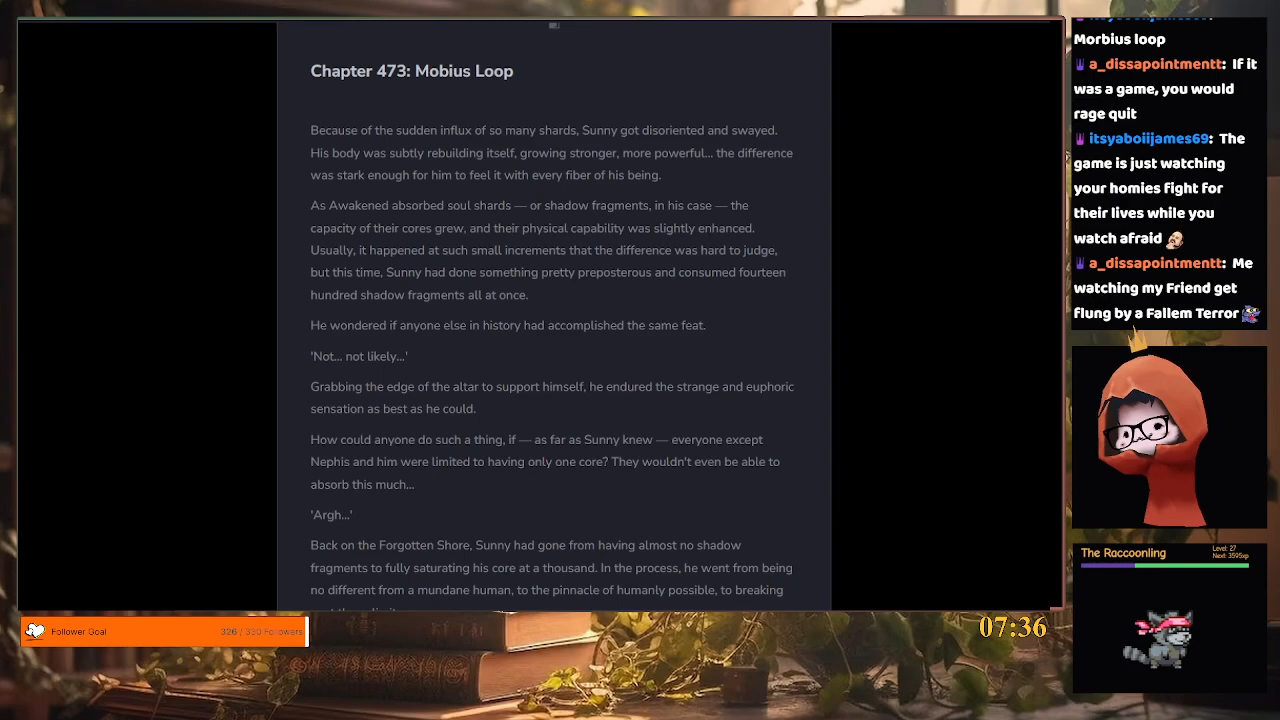 Chapter 473: Mobius Loop
Because of the sudden influx of so many shards, Sunny got disoriented and swayed.
His body was subtly rebuilding itself, growing stronger, more powerful... the difference
was stark enough for him to feel it with every fiber of his being.
As Awakened absorbed soul shards — or shadow fragments, in his case — the
capacity of their cores grew, and their physical capability was slightly enhanced.
Usually, it happened at such small increments that the difference was hard to judge,
but this time, Sunny had done something pretty preposterous and consumed fourteen
hundred shadow fragments all at once.
He wondered if anyone else in history had accomplished the same feat.
'Not... not likely...'
Grabbing the edge of the altar to support himself, he endured the strange and euphoric
sensation as best as he could.
How could anyone do such a thing, if — as far as Sunny knew — everyone except
Nephis and him were limited to having only one core? They wouldn't even be able to
absorb this much...
'Argh...'
Back on the Forgotten Shore, Sunny had gone from having almost no shadow
fragments to fully saturating his core at a thousand. In the process, he went from being
no different from a mundane human, to the pinnacle of humanly possible, to breaking
Morbius loop
a_dissapointmentt: If it
was a game, you would
rage quit
itsyaboiijames69: The
game is just watching
your homies fight for
their lives while you
watch afraid
a_dissapointmentt: Me
watching my Friend get
flung by a Fallem Terror
The Raccoonling
Level: 27
Next: 3595xp
Follower Goal
326 / 330 Followers
07:36